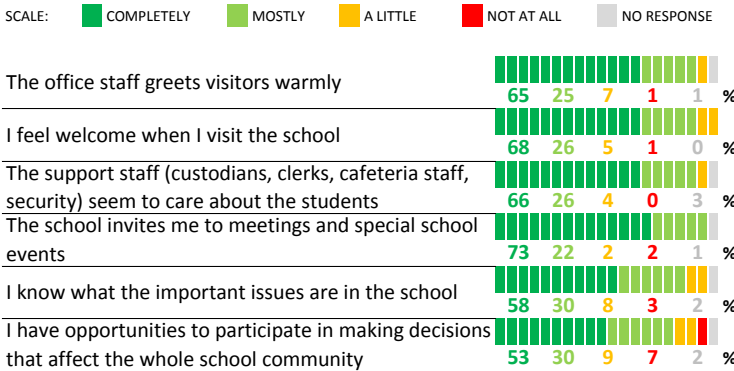 SCALE: COMPLETELY MOSTLY A LITTLE NOT AT ALL NO RESPONSE
The office staff greets visitors warmly
65 25 7 1 1 %
I feel welcome when I visit the school
68 26 5 1 0 %
The support staff (custodians, clerks, cafeteria staff,
security) seem to care about the students
66 26 4 0 3 %
The school invites me to meetings and special school
events
73 22 2 2 1 %
I know what the important issues are in the school
58 30 8 3 2 %
I have opportunities to participate in making decisions
that affect the whole school community
53 30 9 7 2 %